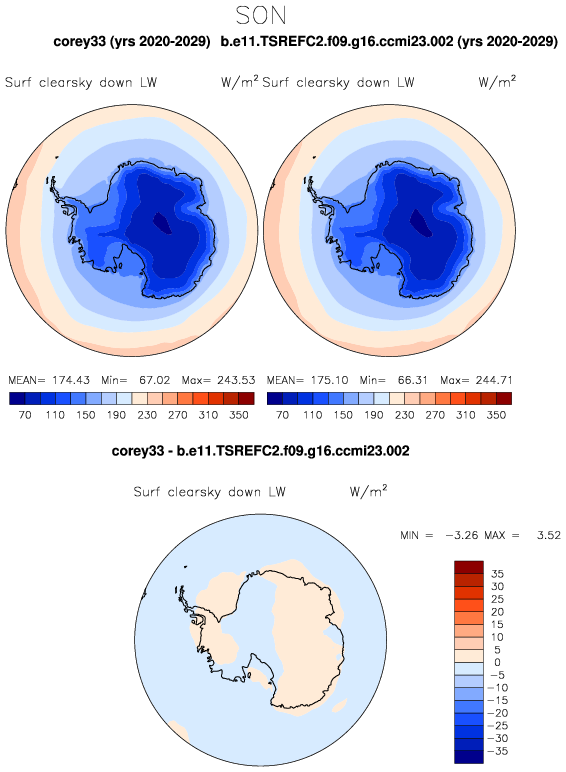 SON
corey33 (yrs 2020-2029) b.e11.TSREFC2.f09.g16.ccmi23.002 (yrs 2020-2029)
Surf clearsky down LW W/m² Surf clearsky down LW W/m²
MEAN= 174.43 Min= 67.02 Max= 243.53 MEAN= 175.10 Min= 66.31 Max= 244.71
70 110 150 190 230 270 310 350 70 110 150 190 230 270 310 350
corey33 - b.e11.TSREFC2.f09.g16.ccmi23.002
Surf clearsky down LW W/m²
MIN = -3.26 MAX = 3.52
35
30
25
20
15
10
5
0
-5
-10
-15
-20
-25
-30
-35